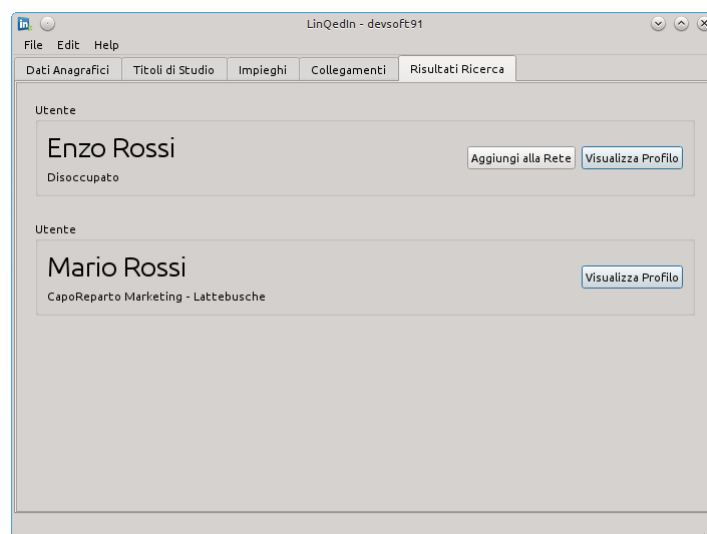 in
LinQedIn - devsoft91
File Edit Help
Dati Anagrafici Titoli di Studio Impieghi Collegamenti Risultati Ricerca
Utente
Enzo Rossi
Disoccupato
Aggiungi alla Rete Visualizza Profilo
Utente
Mario Rossi
CapoReparto Marketing - Lattebusche
Visualizza Profilo